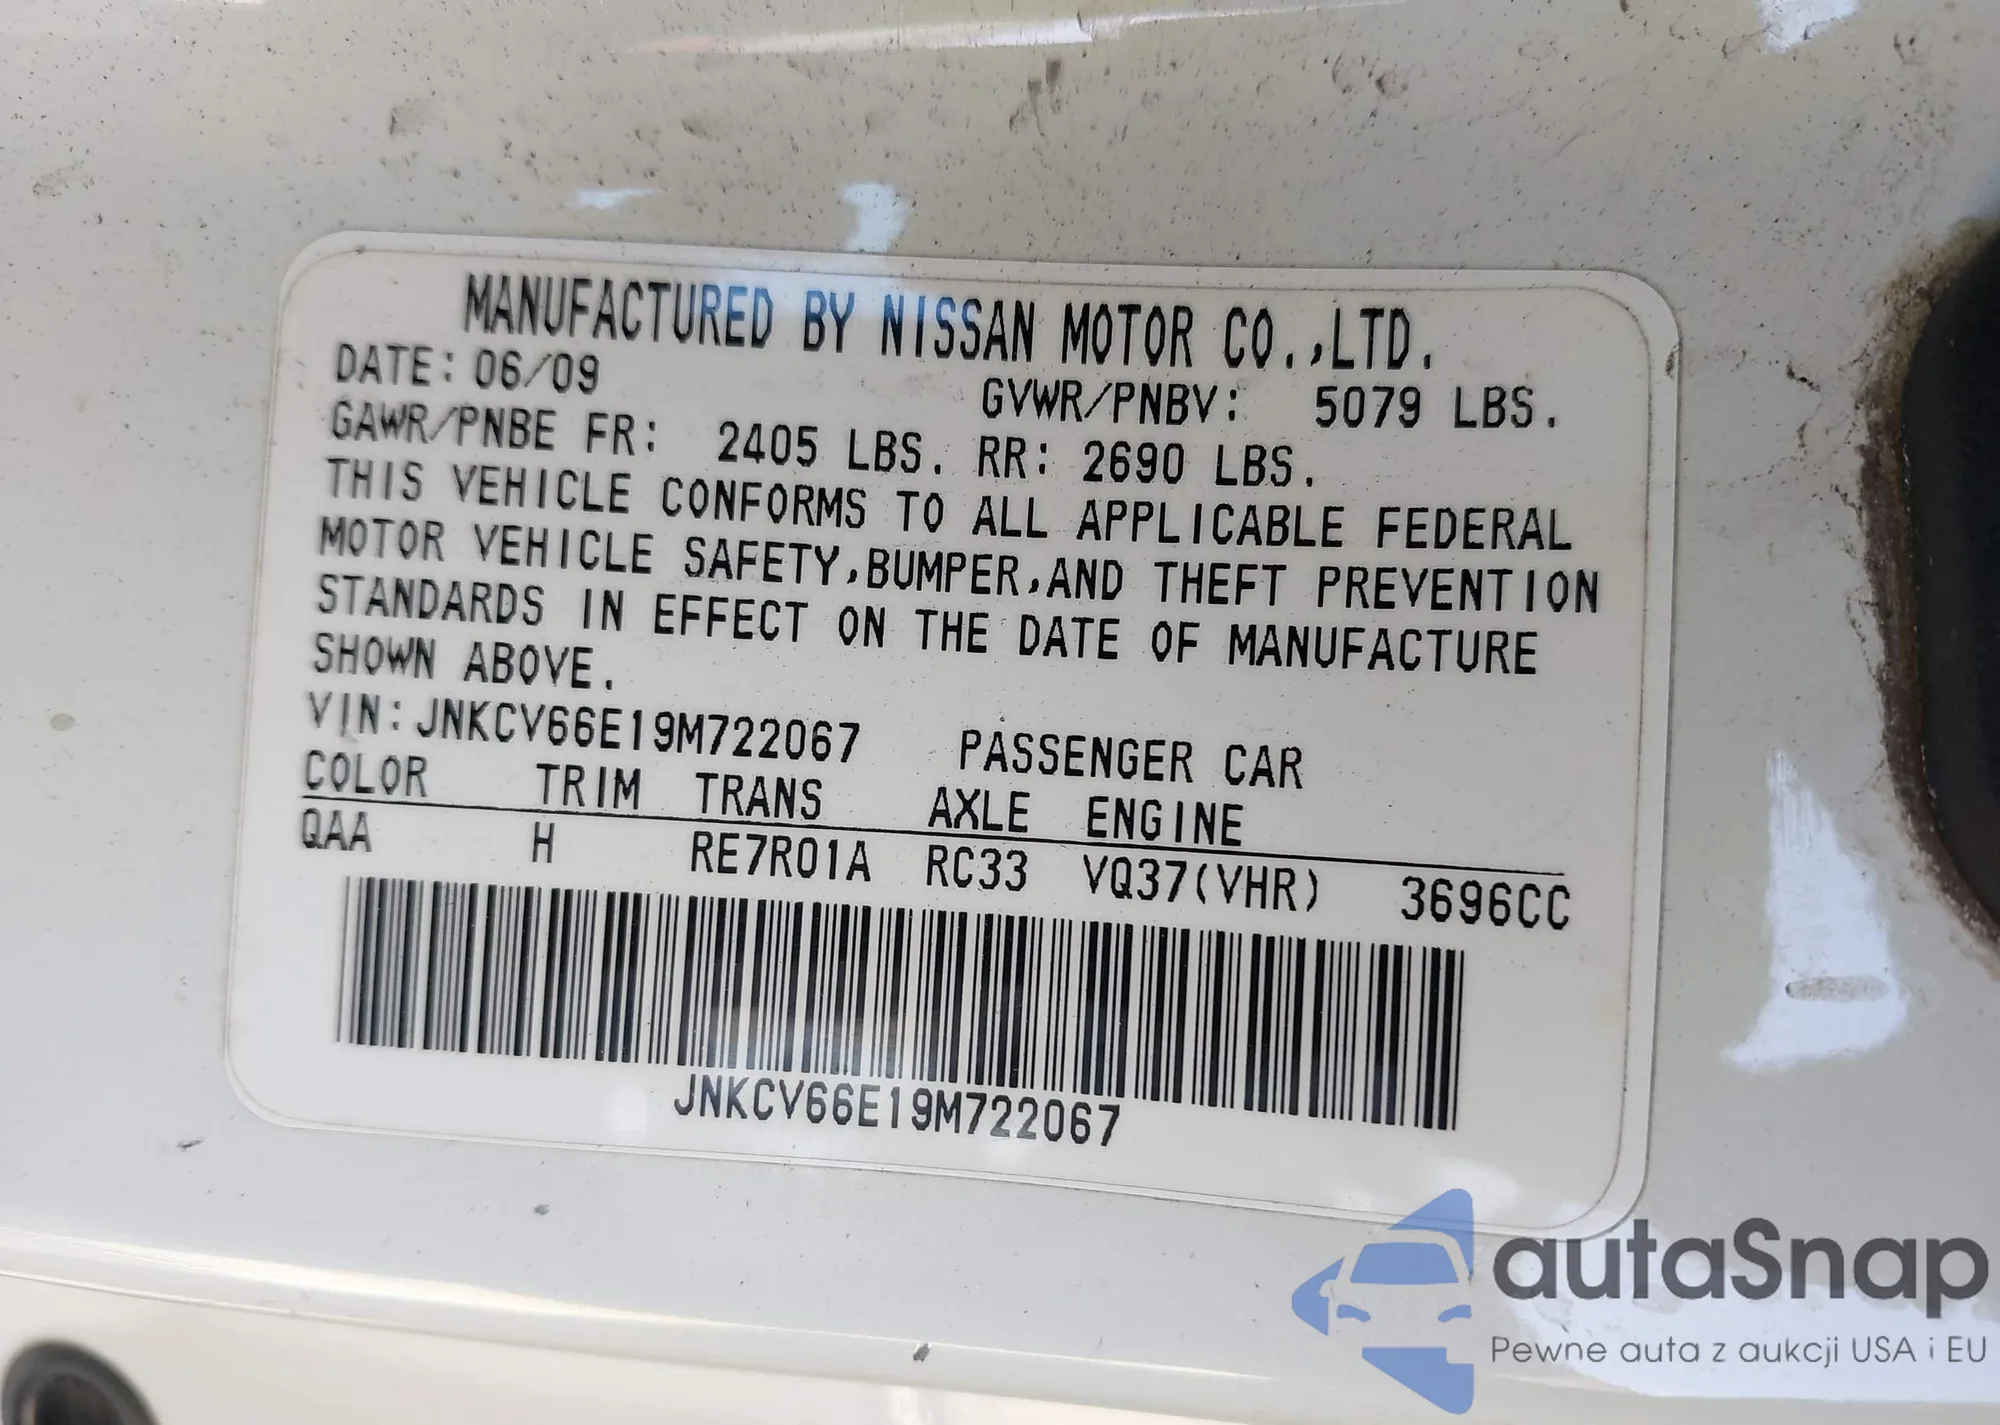 MANUFACTURED BY NISSAN MOTOR CO.,LTD.
DATE: 06/09 GVWR/PNBV: 5079 LBS.
GAWR/PNBE FR: 2405 LBS. RR: 2690 LBS.
THIS VEHICLE CONFORMS TO ALL APPLICABLE FEDERAL
MOTOR VEHICLE SAFETY,BUMPER,AND THEFT PREVENTION
STANDARDS IN EFFECT ON THE DATE OF MANUFACTURE
SHOWN ABOVE.
VIN: JNKCV66E19M722067 PASSENGER CAR
COLOR TRIM TRANS AXLE ENGINE
QAA H RE7R01A RC33 VQ37(VHR) 3696CC
JNKCV66E19M722067
autaSnap
Pewne auta z aukcji USA i EU